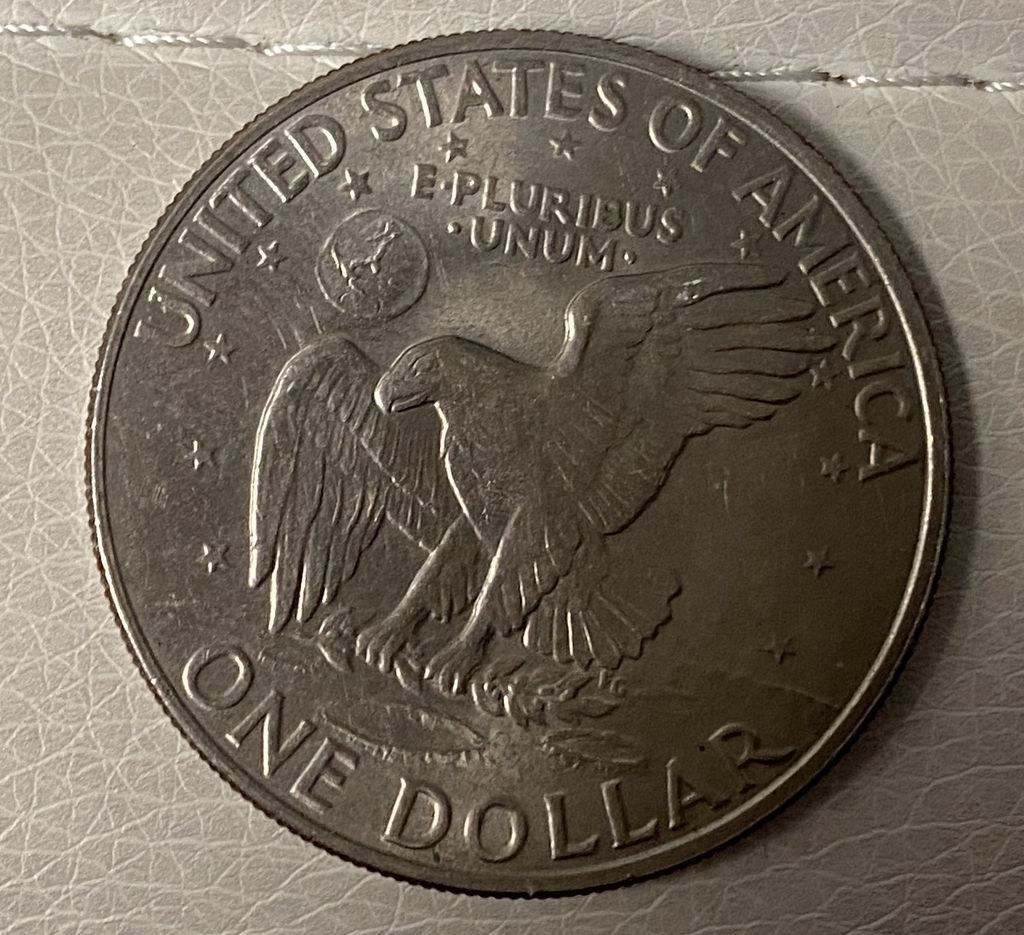 UNITED STATES OF AMERICA
E·PLURIBUS
·UNUM·
ONE DOLLAR